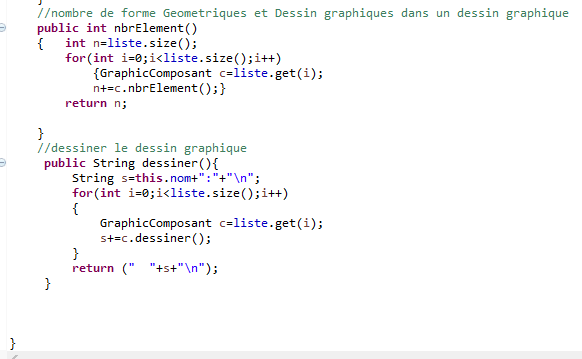 }
//nombre de forme Geometriques et Dessin graphiques dans un dessin graphique
public int nbrElement()
{   int n=liste.size();
    for(int i=0;i<liste.size();i++)
        {GraphicComposant c=liste.get(i);
        n+=c.nbrElement();}
    return n;
}
//dessiner le dessin graphique
 public String dessiner(){
     String s=this.nom+":"+"\n";
     for(int i=0;i<liste.size();i++)
     {
         GraphicComposant c=liste.get(i);
         s+=c.dessiner();
     }
     return ("  "+s+"\n");
 }
}